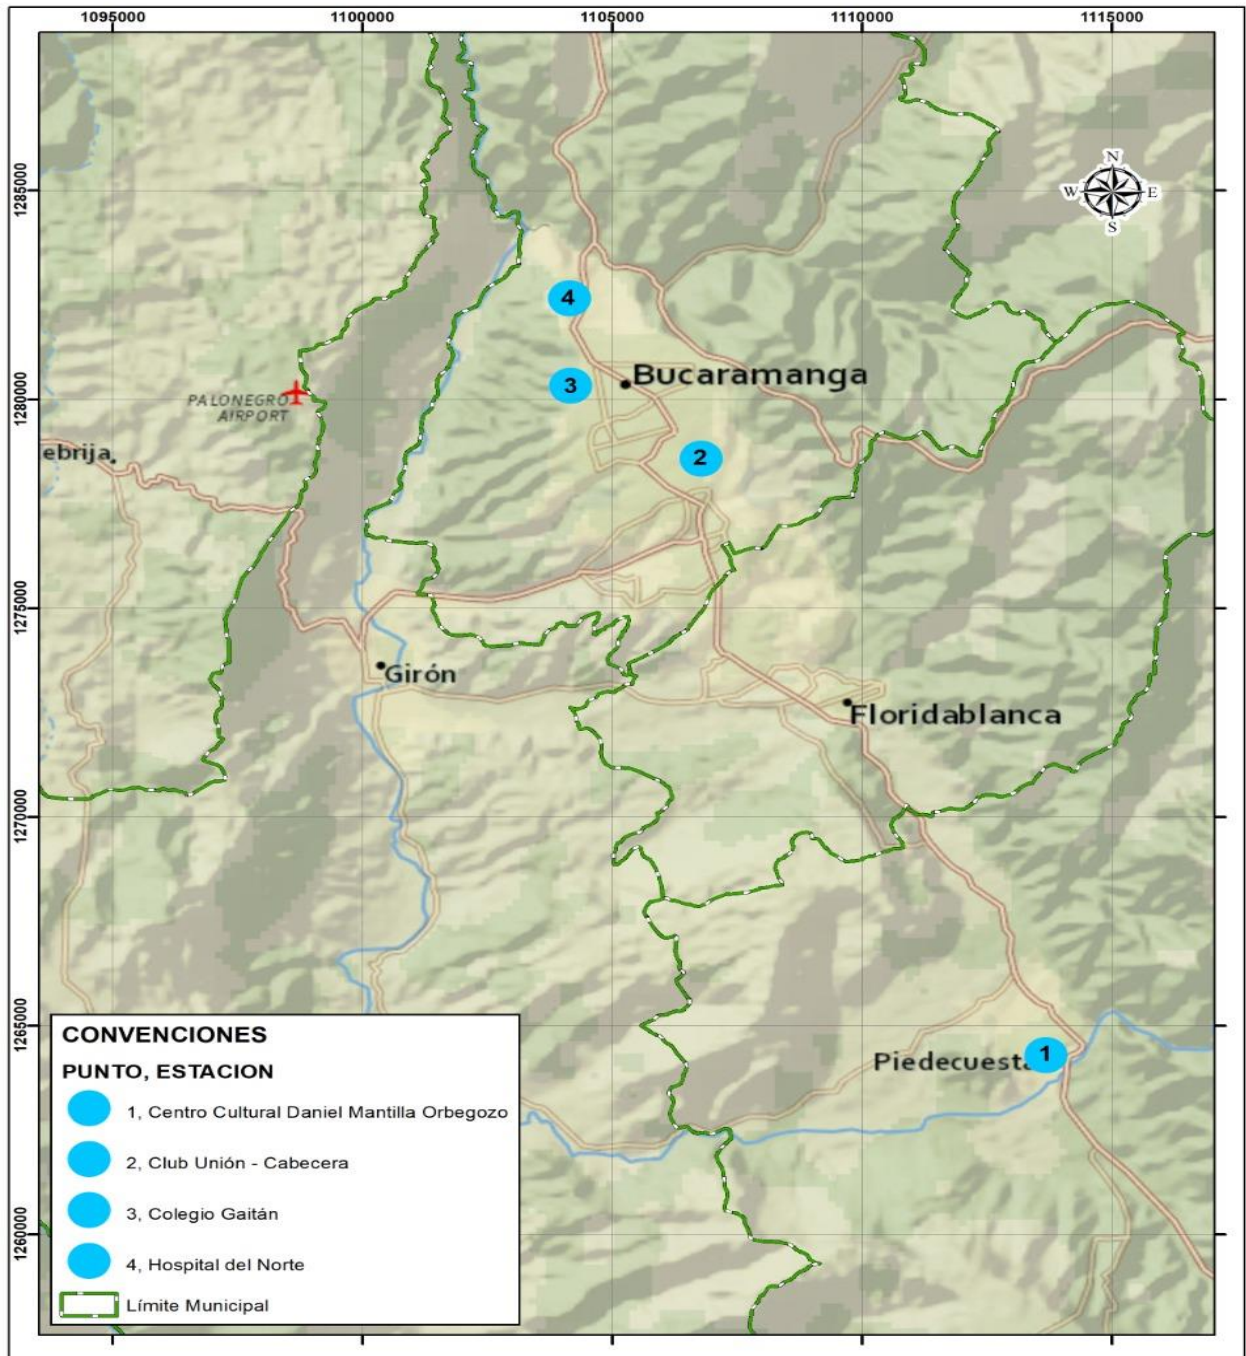 1095000 1100000 1105000 1110000 1115000
1285000
N
W E
S
4
3
Bucaramanga
1280000
PALONEGRO
AIRPORT
2
ebrija
1275000
Girón
Floridablanca
1270000
1265000
Piedecuesta
1
CONVENCIONES
PUNTO, ESTACION
1, Centro Cultural Daniel Mantilla Orbegozo
2, Club Unión - Cabecera
3, Colegio Gaitán
4, Hospital del Norte
Límite Municipal
1260000